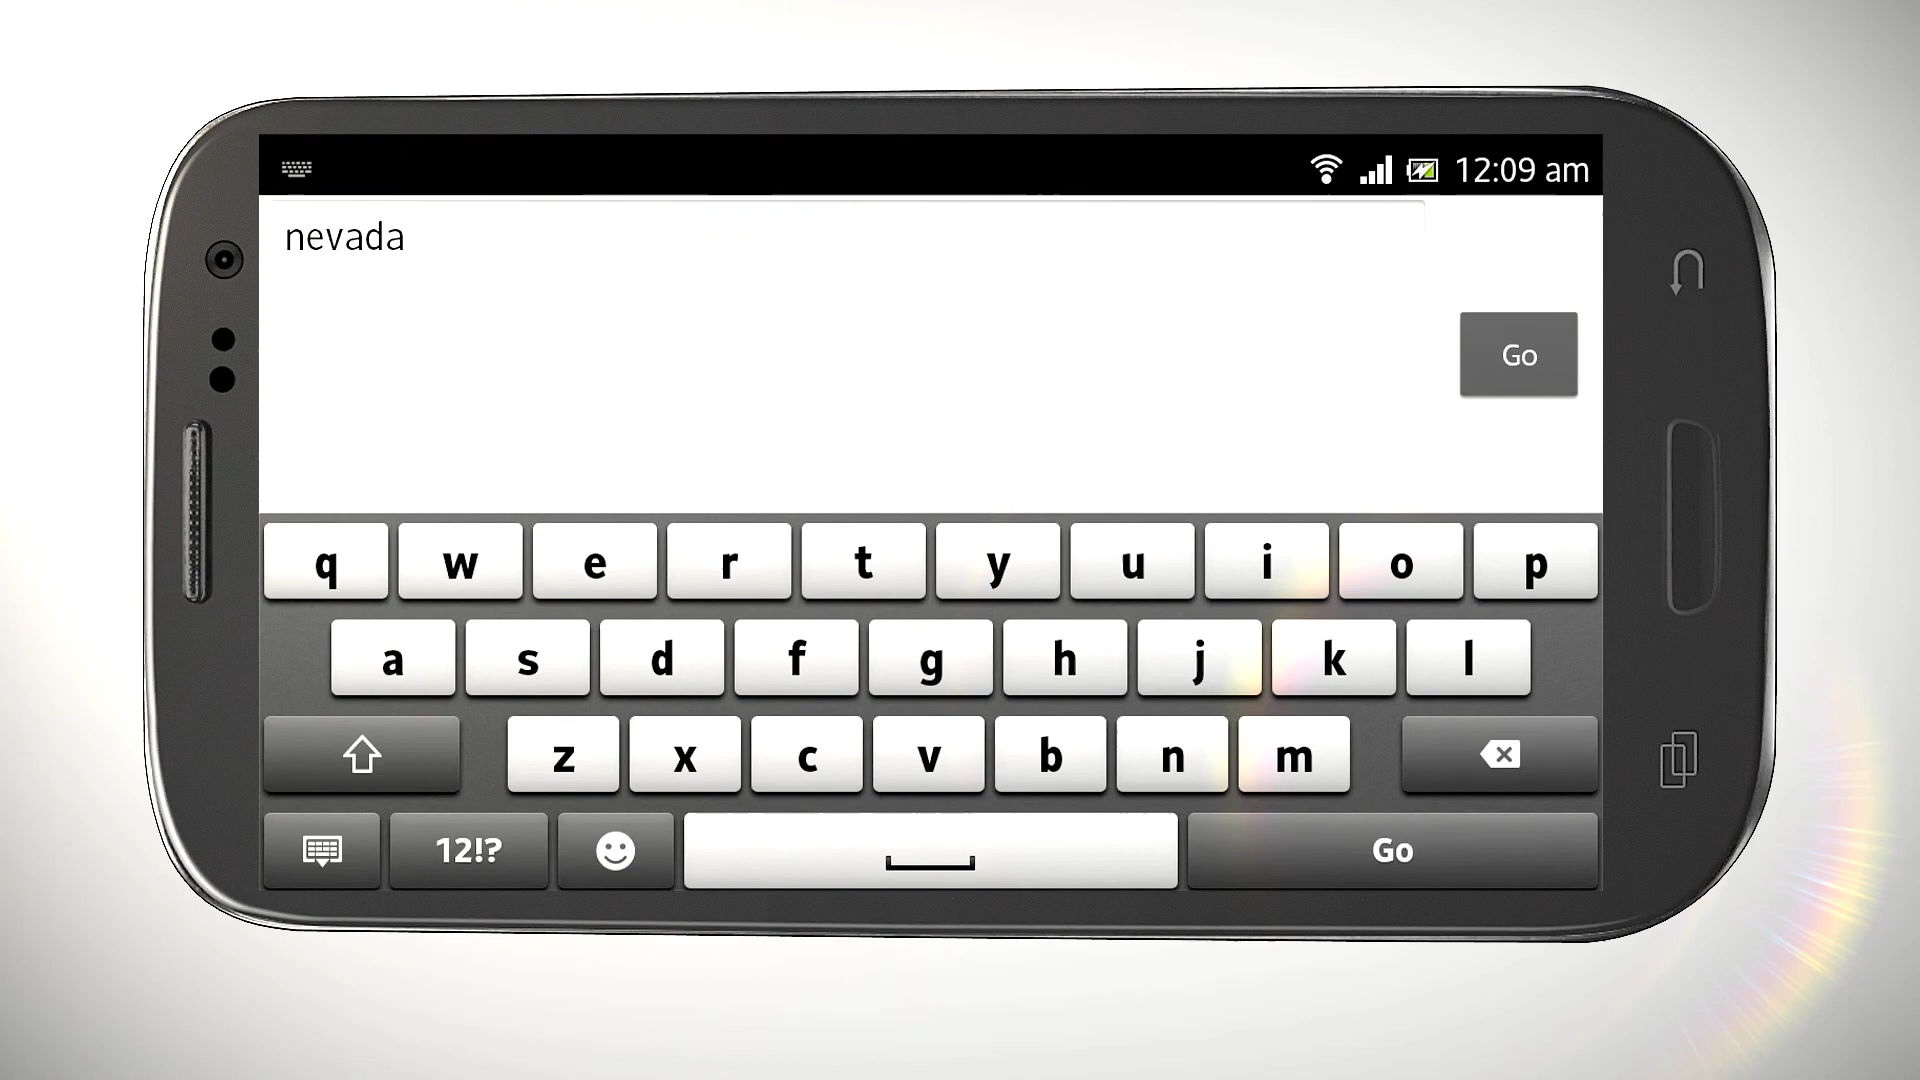 12:09 am
nevada
Go
q w e r t y u i o p
a s d f g h j k l
z x c v b n m
12!? Go